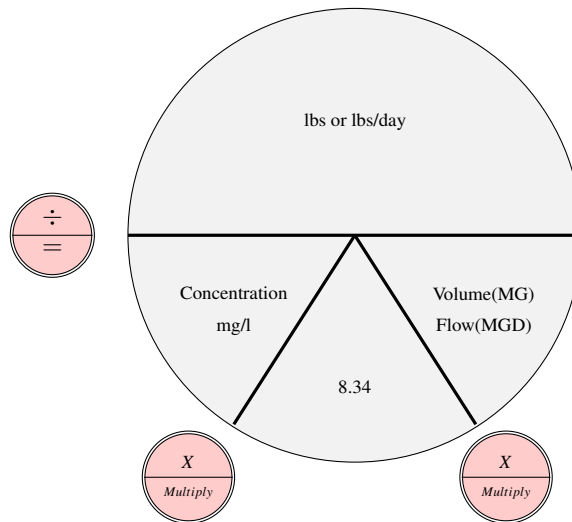 lbs or lbs/day
÷
=
Concentration
mg/l
Volume(MG)
Flow(MGD)
8.34
X
Multiply
X
Multiply